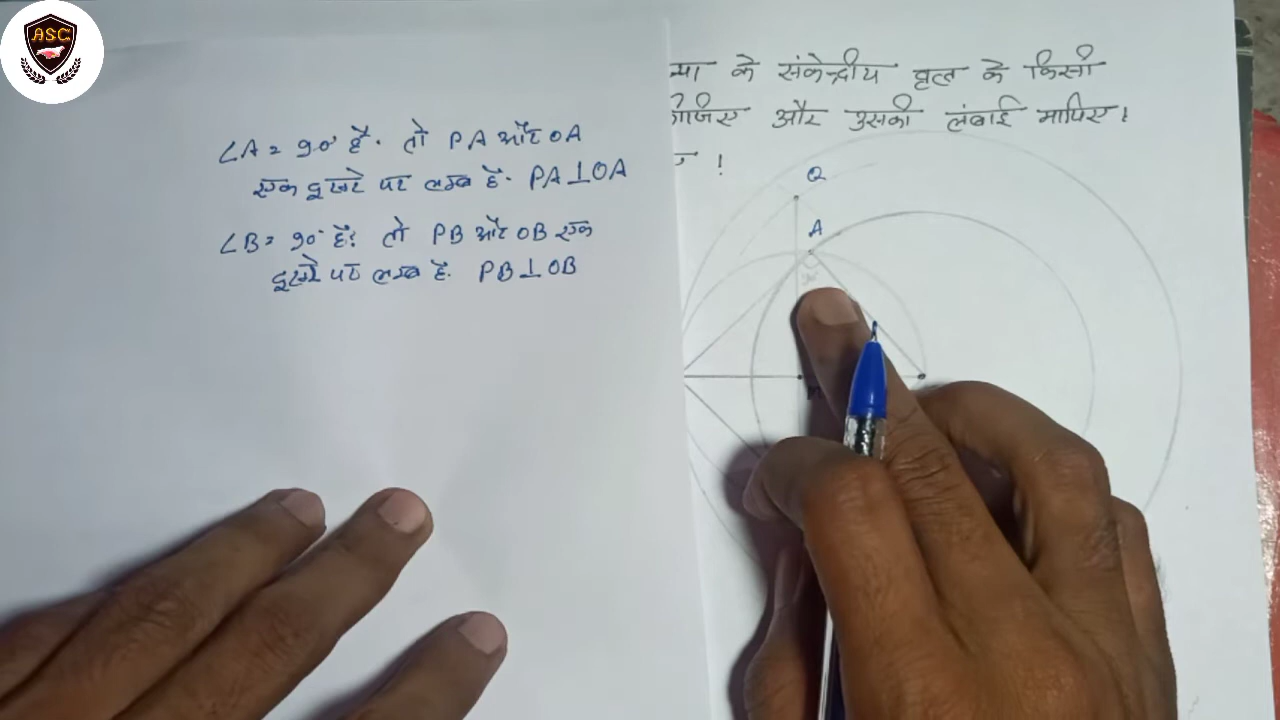 ASC
∠A = 90° है. तो PA और OA
एक दूसरे पर लम्ब है. PA⊥OA
∠B = 90° है? तो PB और OB एक
दूसरे पर लम्ब है. PB⊥OB
के संकेन्द्रीय वृत्त के किसी
और उसकी लंबाई मापिए।
Q
A